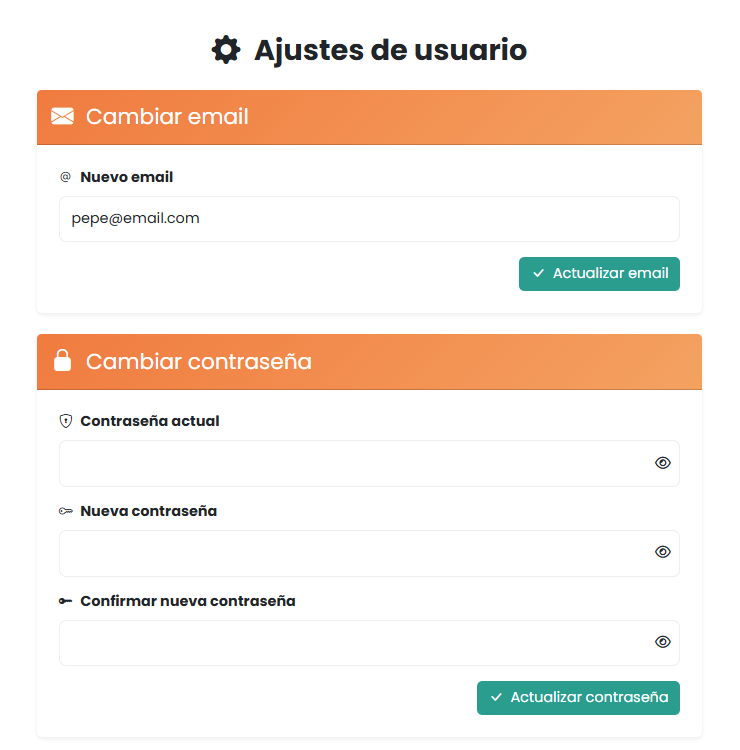 Ajustes de usuario
Cambiar email
@ Nuevo email
pepe@email.com
Actualizar email
Cambiar contraseña
Contraseña actual
Nueva contraseña
Confirmar nueva contraseña
Actualizar contraseña